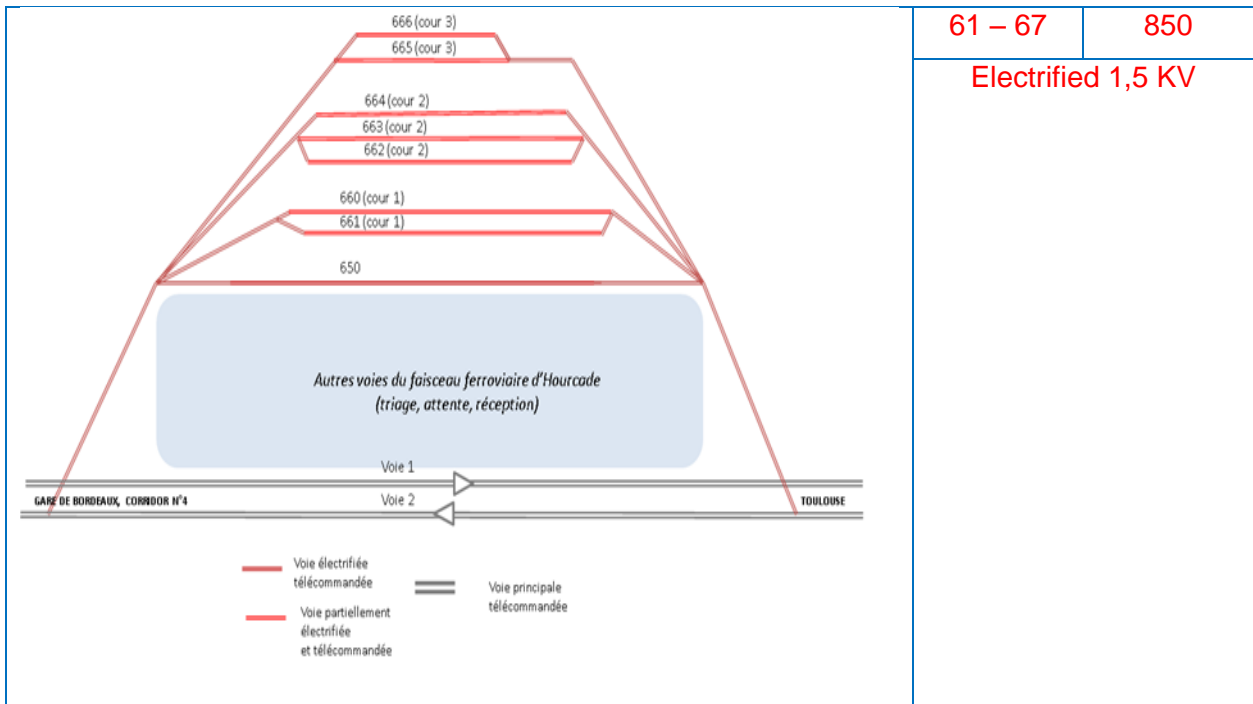 666 (cour 3)
665 (cour 3)
664 (cour 2)
663 (cour 2)
662 (cour 2)
660 (cour 1)
661 (cour 1)
650
Autres voies du faisceau ferroviaire d'Hourcade
(triage, attente, réception)
Voie 1
GARE DE BORDEAUX, CORRIDOR N°4
Voie 2
TOULOUSE
Voie électrifiée
télécommandée
Voie partiellement
électrifiée
et télécommandée
Voie principale
télécommandée
61 – 67
850
Electrified 1,5 KV